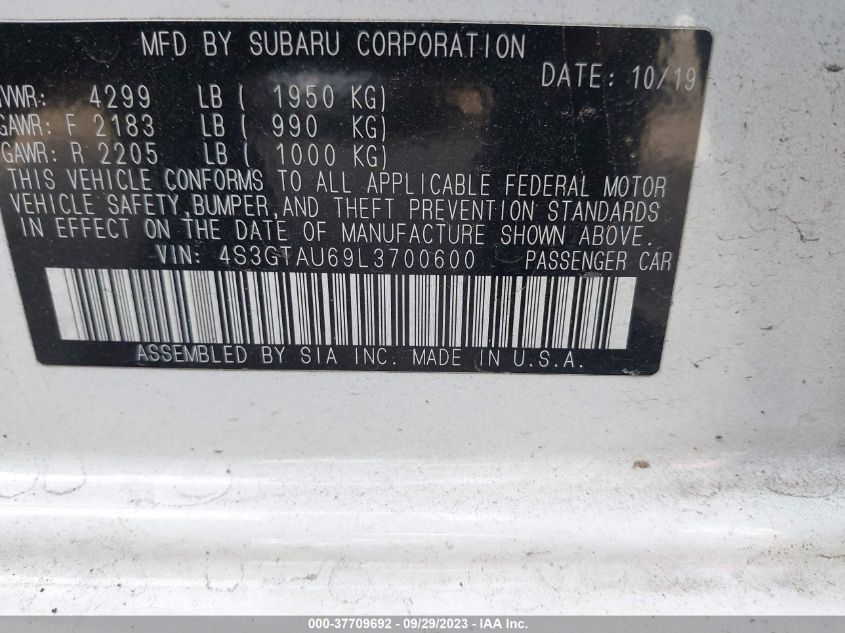 MFD BY SUBARU CORPORATION
DATE: 10/19
VWR: 4299 LB ( 1950 KG)
GAWR: F 2183 LB ( 990 KG)
GAWR: R 2205 LB ( 1000 KG)
THIS VEHICLE CONFORMS TO ALL APPLICABLE FEDERAL MOTOR
VEHICLE SAFETY,BUMPER,AND THEFT PREVENTION STANDARDS
IN EFFECT ON THE DATE OF MANUFACTURE SHOWN ABOVE.
VIN: 4S3GTAU69L3700600 PASSENGER CAR
ASSEMBLED BY SIA INC. MADE IN U.S.A.
000-37709692 - 09/29/2023 - IAA Inc.